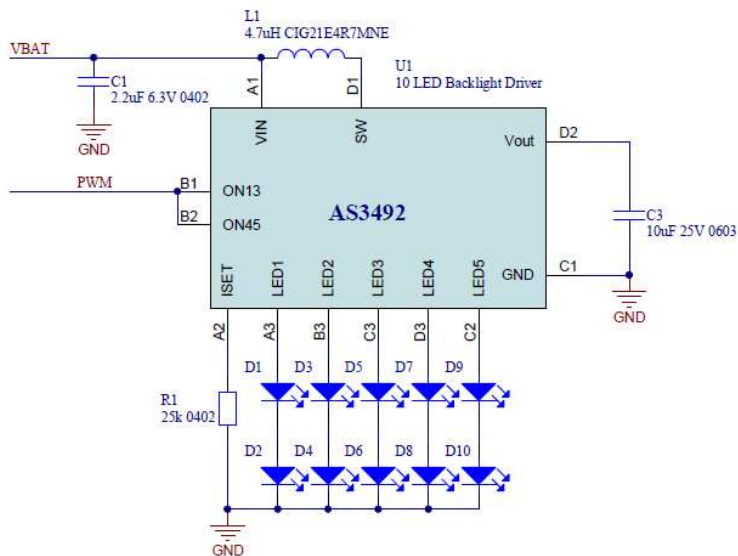 L1
4.7uH CIG21E4R7MNE
VBAT
U1
10 LED Backlight Driver
C1
2.2uF 6.3V 0402
GND
A1
D1
VIN
SW
Vout
D2
PWM
B1
ON13
B2
ON45
AS3492
C3
10uF 25V 0603
GND
C1
GND
ISET
LED1
LED2
LED3
LED4
LED5
A2
A3
B3
C3
D3
C2
D1
D3
D5
D7
D9
R1
25k 0402
D2
D4
D6
D8
D10
GND